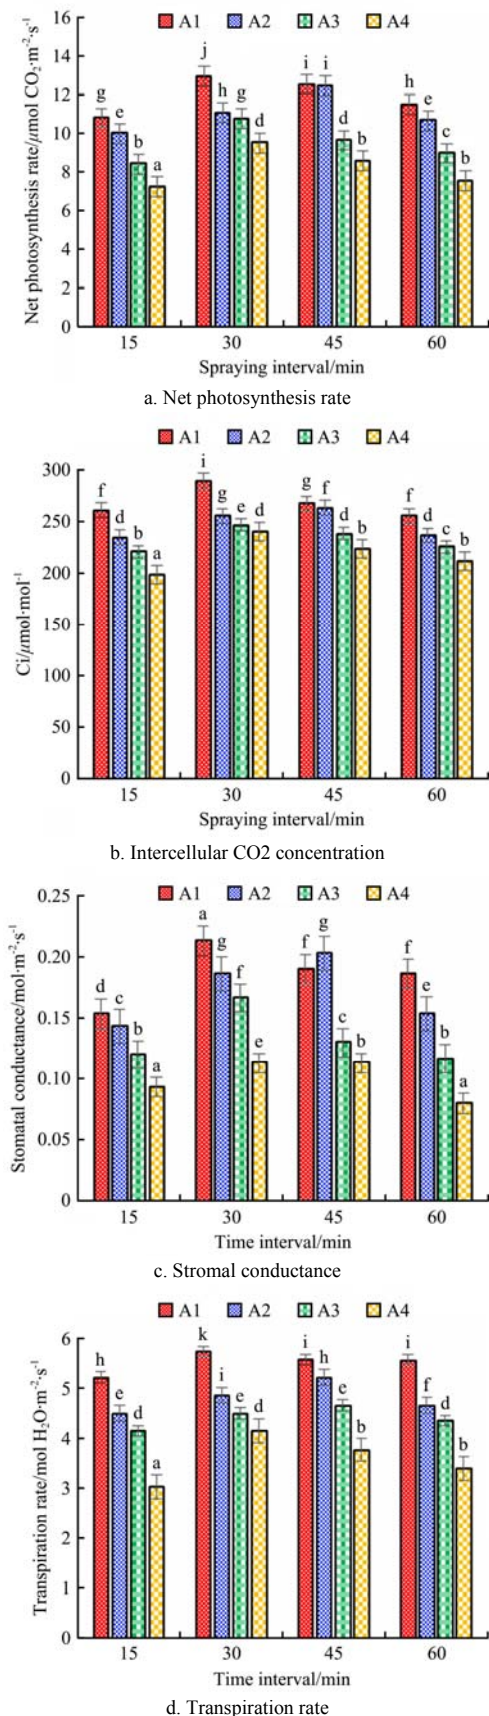 A1 A2 A3 A4
16
14
12
10
8
6
4
2
0
Net photosynthesis rate/μmol CO₂·m⁻²·s⁻¹
g e b a
j h g d
i i d b
h e c b
15 30 45 60
Spraying interval/min
a. Net photosynthesis rate
A1 A2 A3 A4
300
250
200
150
100
50
0
Ci/μmol·mol⁻¹
f d b a
i g e d
g f d b
f d c b
15 30 45 60
Spraying interval/min
b. Intercellular CO2 concentration
A1 A2 A3 A4
0.25
0.20
0.15
0.10
0.05
0
Stomatal conductance/mol·m⁻²·s⁻¹
d c b a
a g f e
f g c b
f e b a
15 30 45 60
Time interval/min
c. Stromal conductance
A1 A2 A3 A4
6
5
4
3
2
1
0
Transpiration rate/mol H₂O·m⁻²·s⁻¹
h e d a
k i e d
i h e b
i f d b
15 30 45 60
Time interval/min
d. Transpiration rate